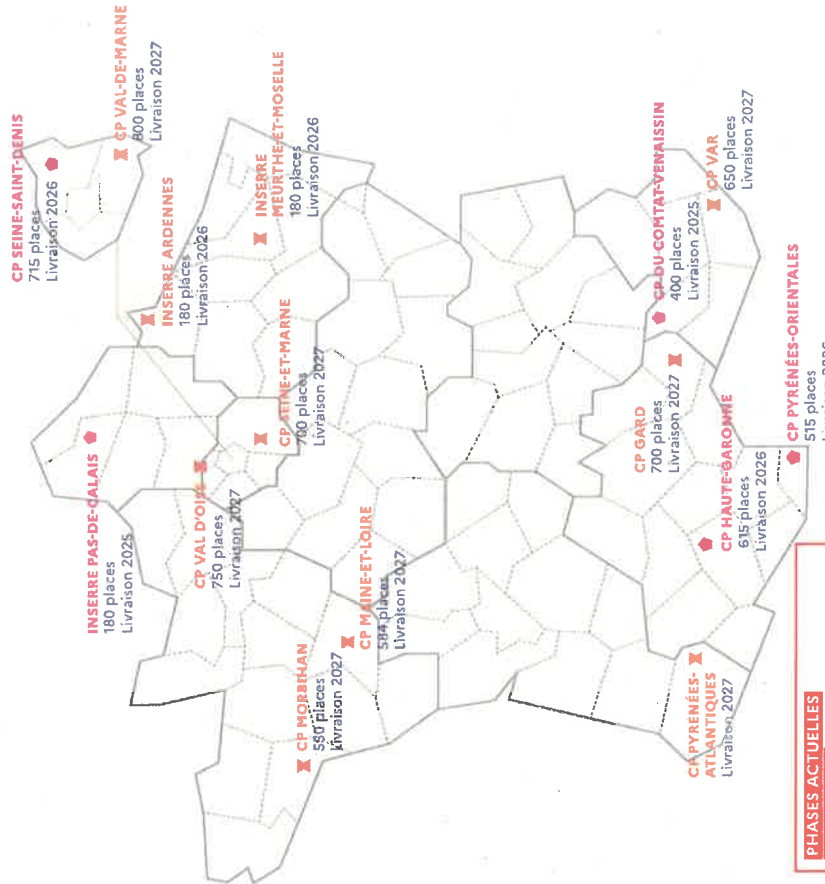 CP SEINE-SAINT-DENIS
715 places
Livraison 2026
CP VAL-DE-MARNE
800 places
Livraison 2027
INSERRE ARDENNES
180 places
Livraison 2026
INSERRE
MEURTHE-ET-MOSELLE
180 places
Livraison 2026
INSERRE PAS-DE-CALAIS
180 places
Livraison 2025
CP SEINE-ET-MARNE
700 places
Livraison 2027
CP VAL D'OISE
750 places
Livraison 2027
CP MAINE-ET-LOIRE
584 places
Livraison 2027
CP MORBIHAN
550 places
Livraison 2027
CP DU COMTAT-VENAISSIN
400 places
Livraison 2025
CP VAR
650 places
Livraison 2027
CP GARD
700 places
Livraison 2027
CP HAUTE-GARONNE
615 places
Livraison 2026
CP PYRÉNÉES-ORIENTALES
515 places
CP PYRÉNÉES-
ATLANTIQUES
Livraison 2027
PHASES ACTUELLES